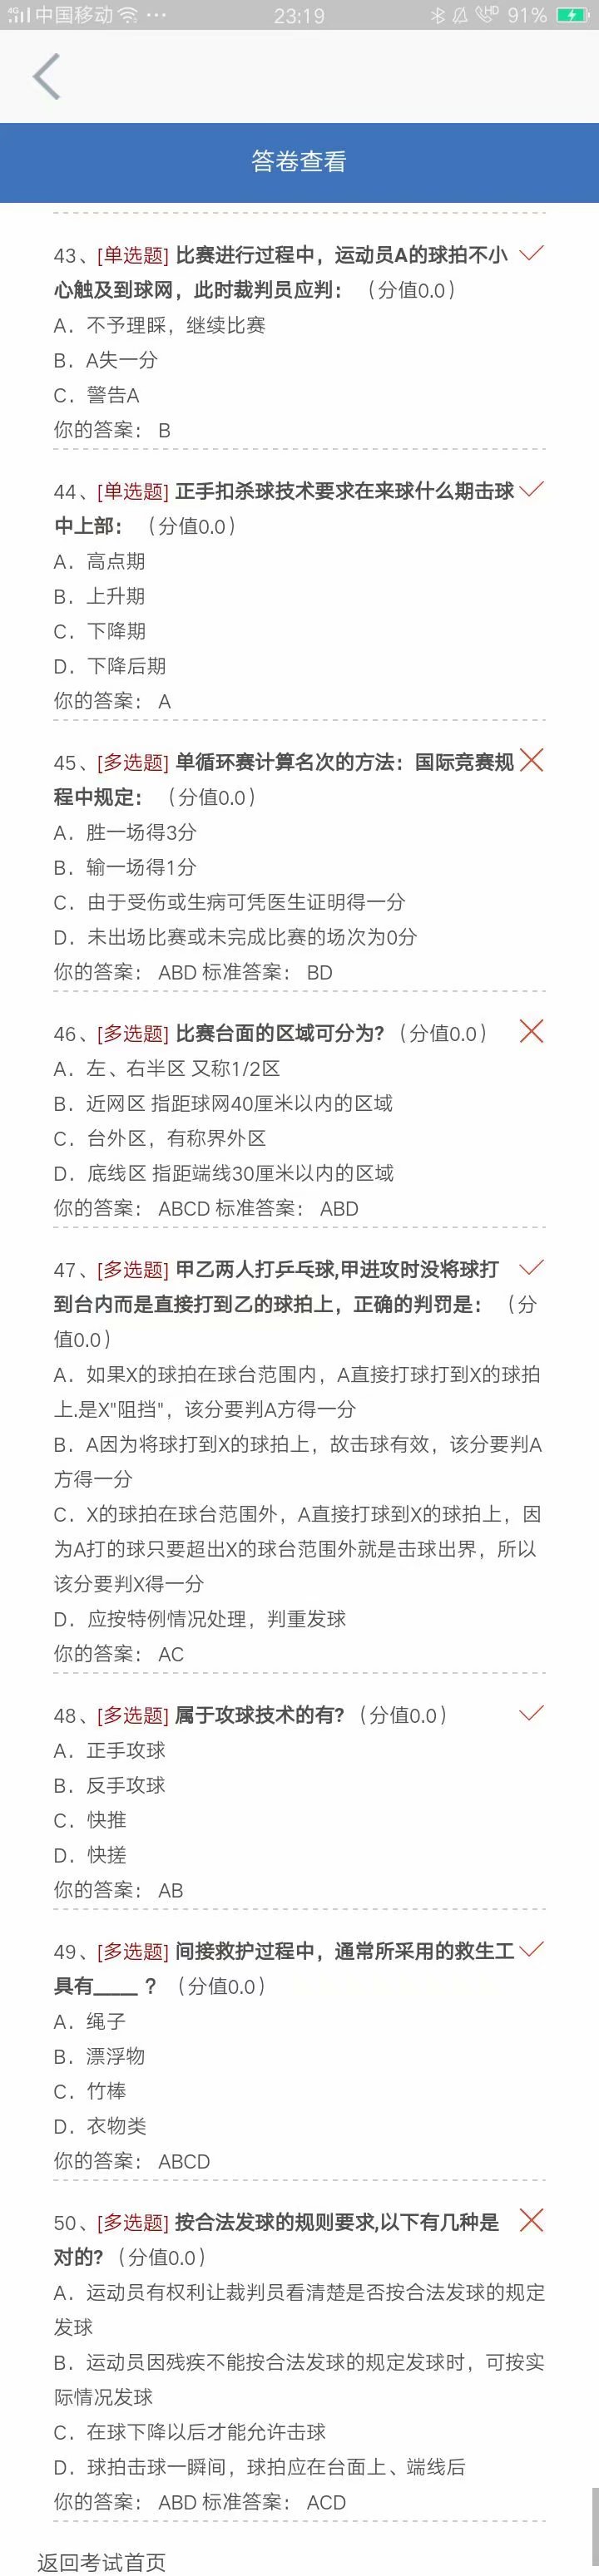 4G 中国移动 ··· 23:19 HD 91%
答卷查看
43、[单选题] 比赛进行过程中，运动员A的球拍不小
心触及到球网，此时裁判员应判：（分值0.0）
A．不予理睬，继续比赛
B．A失一分
C．警告A
你的答案： B
44、[单选题] 正手扣杀球技术要求在来球什么期击球
中上部：（分值0.0）
A．高点期
B．上升期
C．下降期
D．下降后期
你的答案： A
45、[多选题] 单循环赛计算名次的方法：国际竞赛规
程中规定：（分值0.0）
A．胜一场得3分
B．输一场得1分
C．由于受伤或生病可凭医生证明得一分
D．未出场比赛或未完成比赛的场次为0分
你的答案： ABD 标准答案： BD
46、[多选题] 比赛台面的区域可分为?（分值0.0）
A．左、右半区 又称1/2区
B．近网区 指距球网40厘米以内的区域
C．台外区，有称界外区
D．底线区 指距端线30厘米以内的区域
你的答案： ABCD 标准答案： ABD
47、[多选题] 甲乙两人打乒乓球,甲进攻时没将球打
到台内而是直接打到乙的球拍上，正确的判罚是：（分
值0.0）
A．如果X的球拍在球台范围内，A直接打球打到X的球拍
上.是X"阻挡"，该分要判A方得一分
B．A因为将球打到X的球拍上，故击球有效，该分要判A
方得一分
C．X的球拍在球台范围外，A直接打球到X的球拍上，因
为A打的球只要超出X的球台范围外就是击球出界，所以
该分要判X得一分
D．应按特例情况处理，判重发球
你的答案： AC
48、[多选题] 属于攻球技术的有?（分值0.0）
A．正手攻球
B．反手攻球
C．快推
D．快搓
你的答案： AB
49、[多选题] 间接救护过程中，通常所采用的救生工
具有_____ ？（分值0.0）
A．绳子
B．漂浮物
C．竹棒
D．衣物类
你的答案： ABCD
50、[多选题] 按合法发球的规则要求,以下有几种是
对的?（分值0.0）
A．运动员有权利让裁判员看清楚是否按合法发球的规定
发球
B．运动员因残疾不能按合法发球的规定发球时，可按实
际情况发球
C．在球下降以后才能允许击球
D．球拍击球一瞬间，球拍应在台面上、端线后
你的答案： ABD 标准答案： ACD
返回考试首页